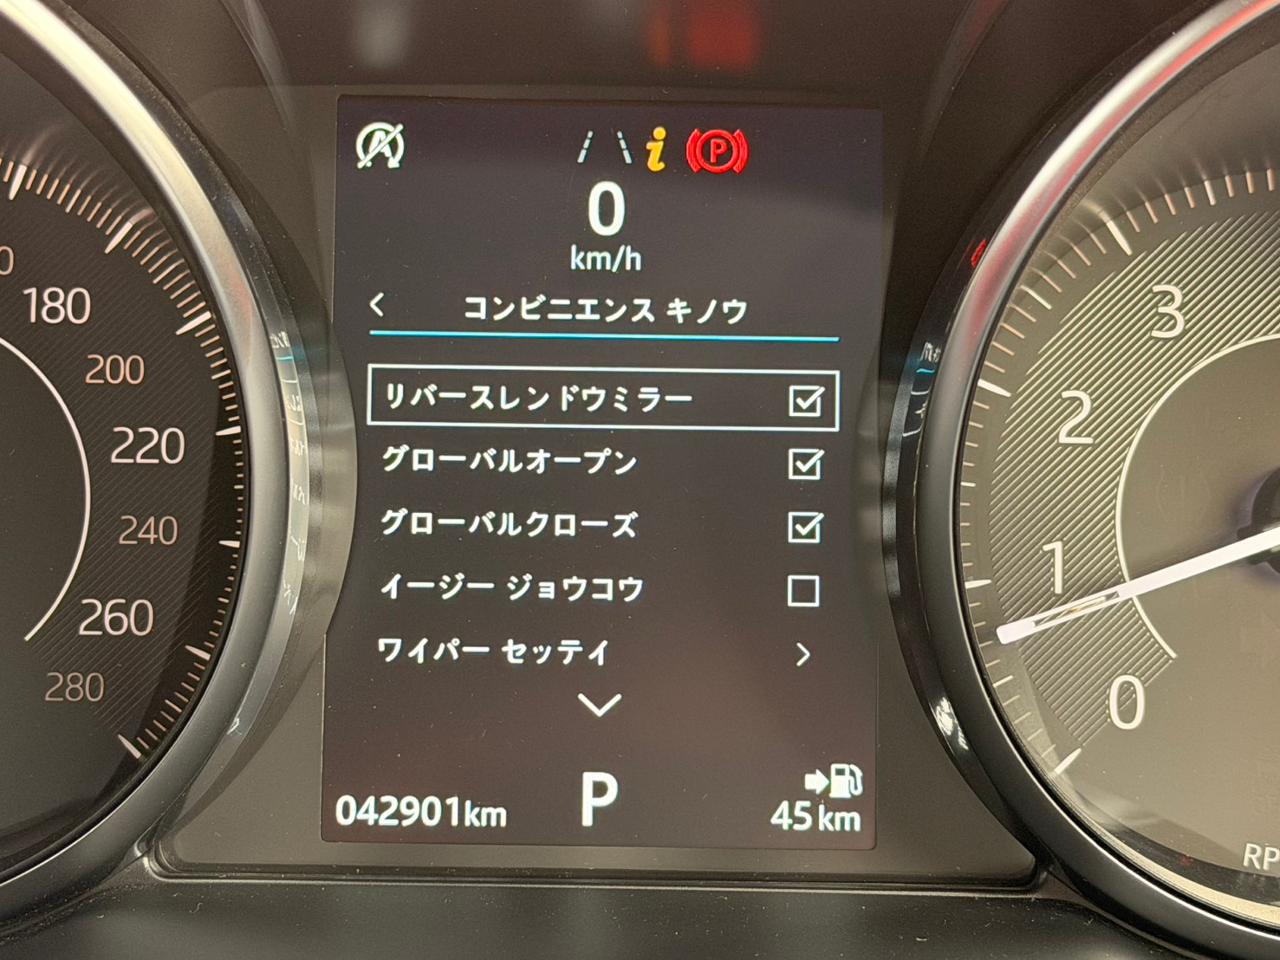 0
km/h
コンビニエンス キノウ
リバースレンドウミラー
グローバルオープン
グローバルクローズ
イージー ジョウコウ
ワイパー セッテイ
P
042901km
45km
180
200
220
240
260
280
3
2
1
0